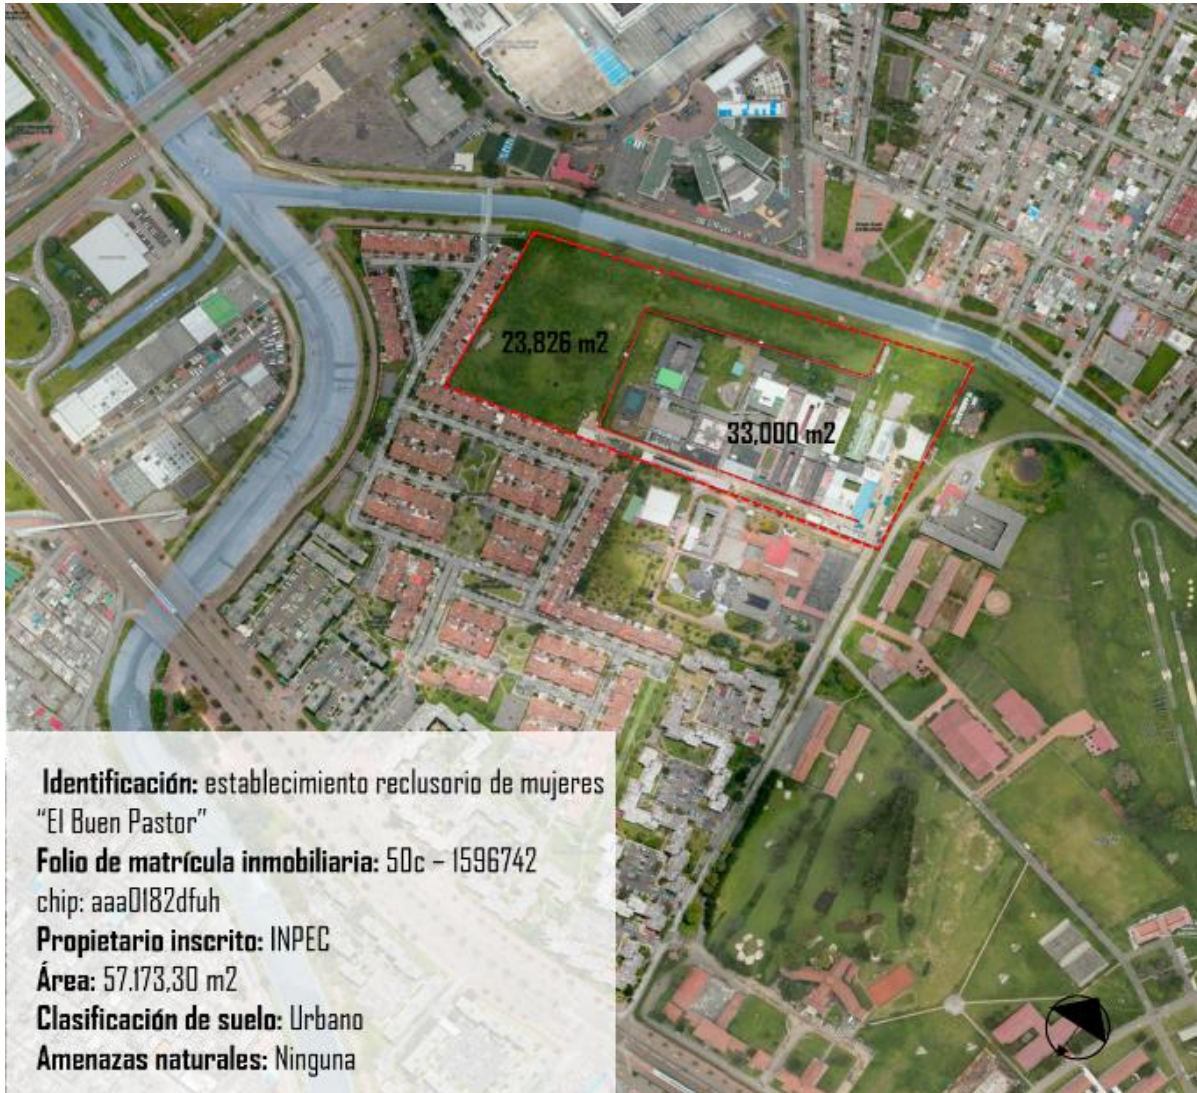 23,826 m2
33,000 m2
Identificación: establecimiento reclusorio de mujeres
“El Buen Pastor”
Folio de matrícula inmobiliaria: 50c – 1596742
chip: aaa0182dfuh
Propietario inscrito: INPEC
Área: 57.173,30 m2
Clasificación de suelo: Urbano
Amenazas naturales: Ninguna